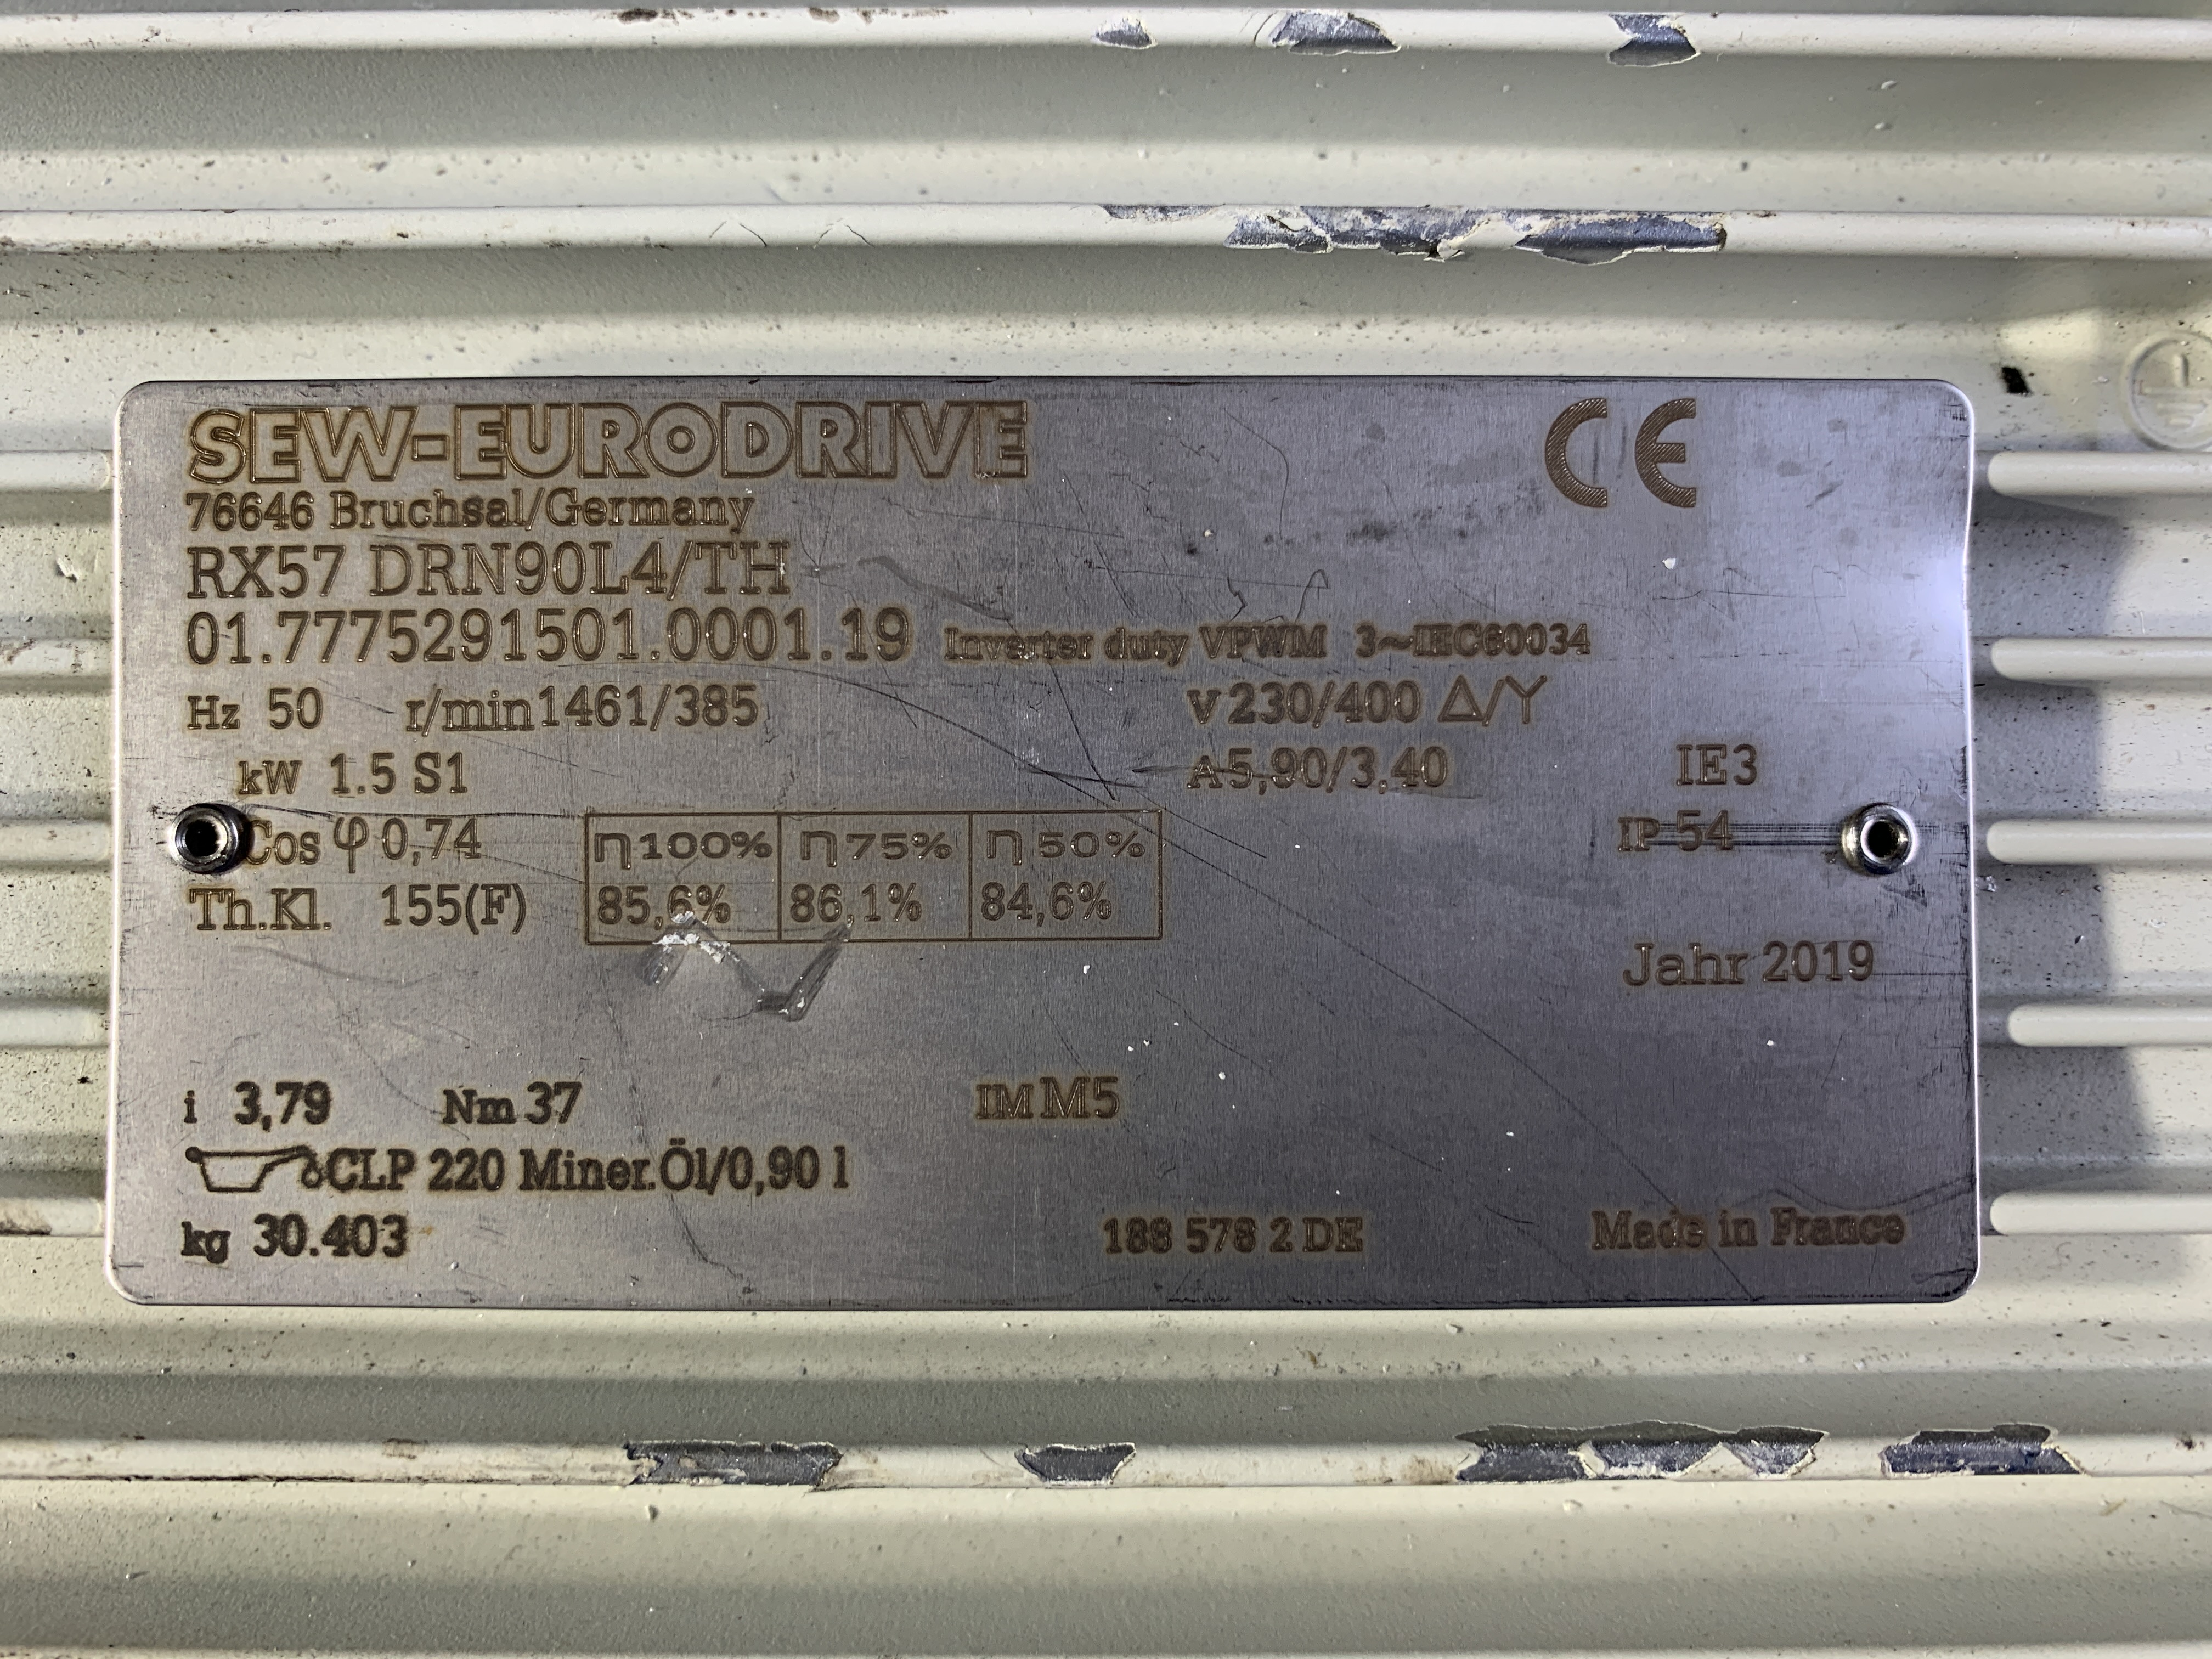 SEW-EURODRIVE CE
76646 Bruchsal/Germany
RX57 DRN90L4/TH
01.7775291501.0001.19 Inverter duty VPWM 3~IEC60034
Hz 50 r/min 1461/385 V 230/400 Δ/Y
kW 1.5 S1 A 5,90/3,40 IE3
Cos φ 0,74 η 100% η 75% η 50% IP 54
Th.Kl. 155(F) 85,6% 86,1% 84,6%
Jahr 2019
i 3,79 Nm 37 IM M5
CLP 220 Miner.Öl/0,90 l
kg 30.403 188 578 2 DE Made in France